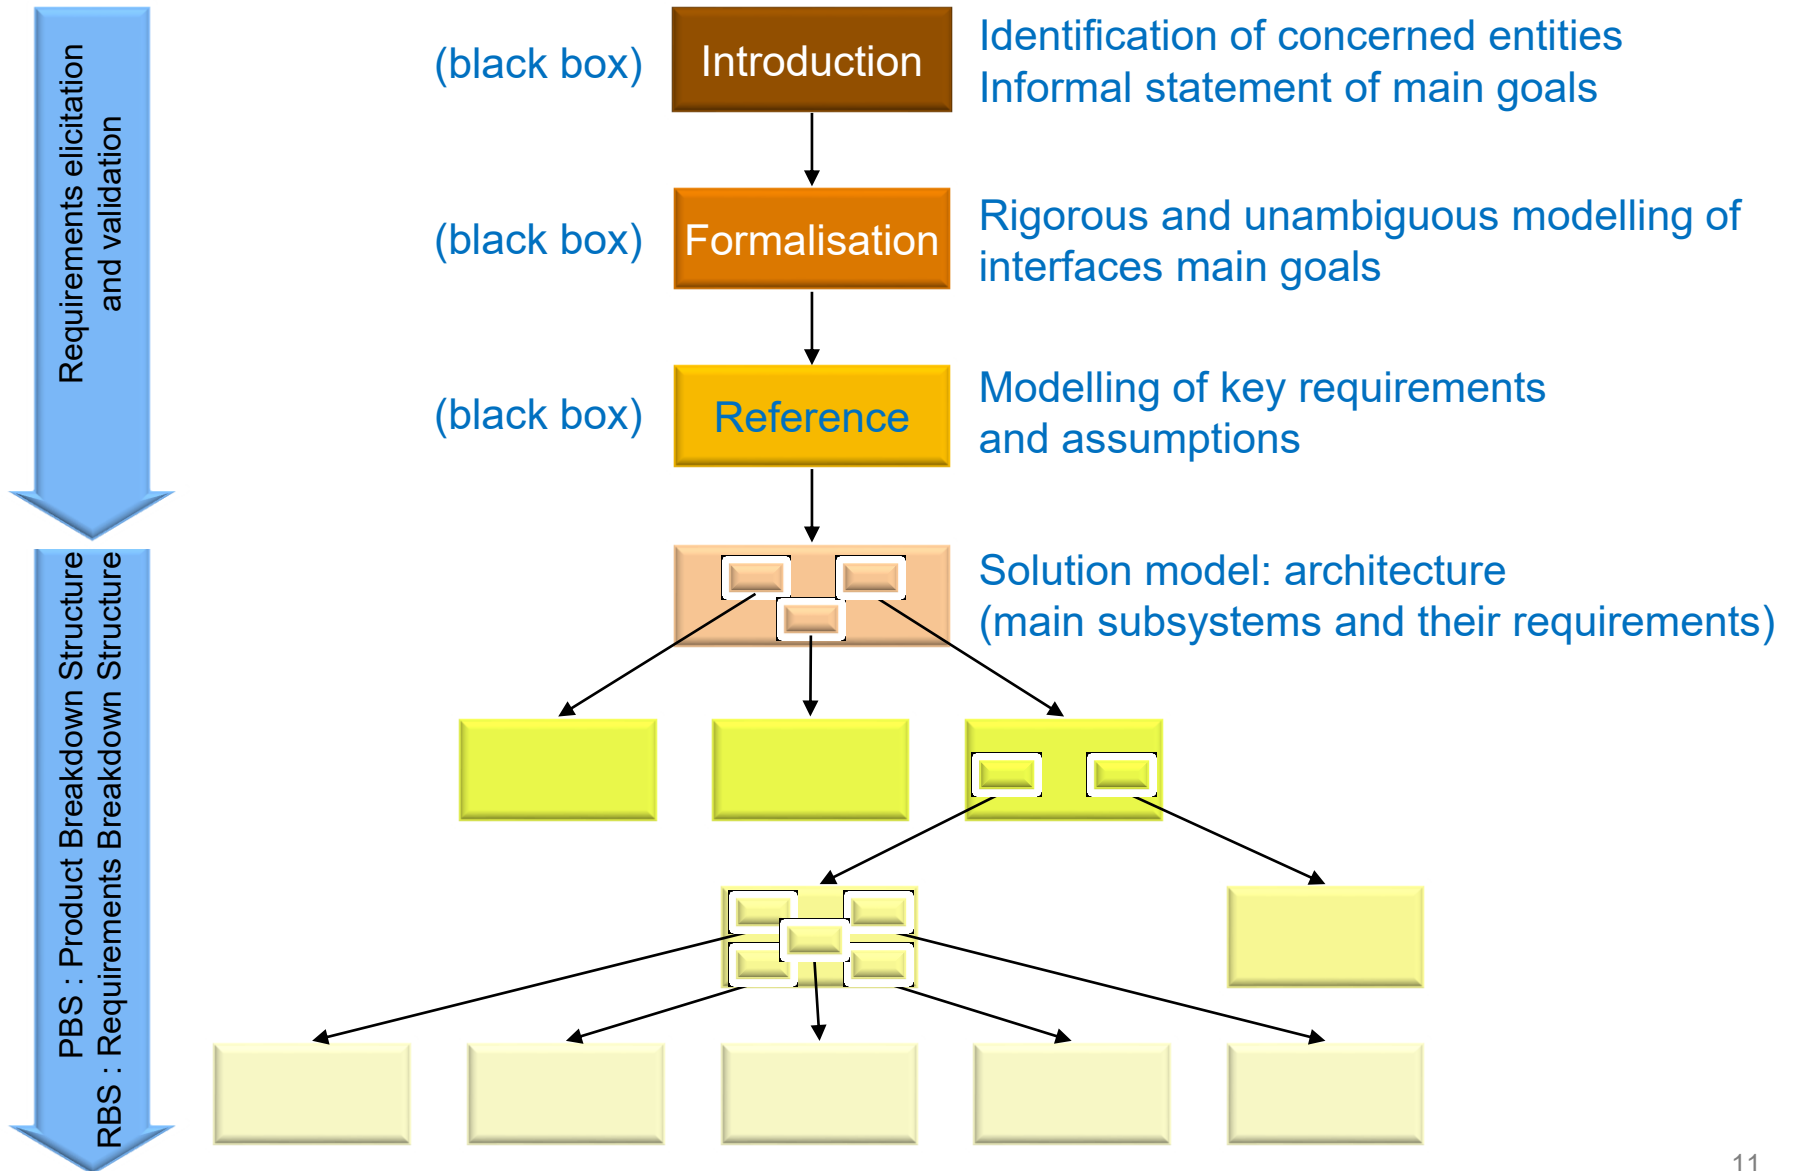 Requirements elicitation
and validation
(black box)
Introduction
Identification of concerned entities
Informal statement of main goals
(black box)
Formalisation
Rigorous and unambiguous modelling of
interfaces main goals
(black box)
Reference
Modelling of key requirements
and assumptions
PBS : Product Breakdown Structure
RBS : Requirements Breakdown Structure
Solution model: architecture
(main subsystems and their requirements)
11